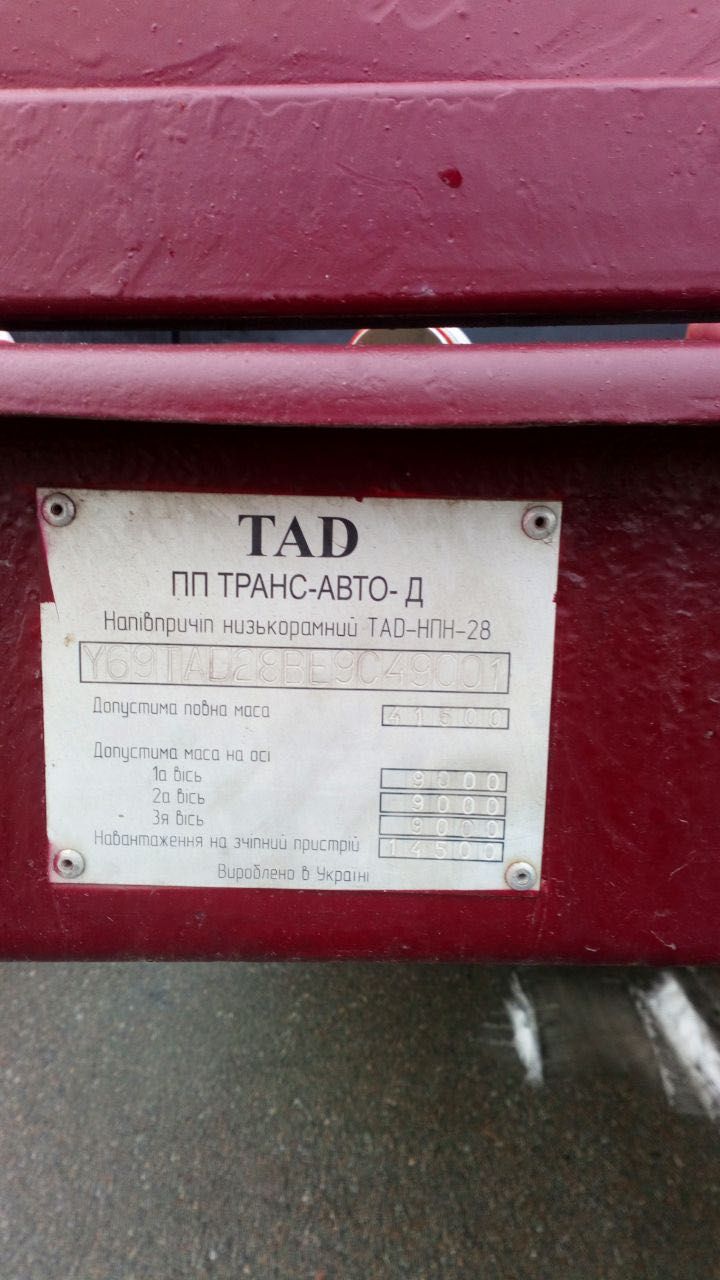 TAD
ПП ТРАНС-АВТО-Д
Напівпричіп низькорамний TAD-НПН-28
Y69TAD28BE9C49001
Допустима повна маса 41500
Допустима маса на осі
1а вісь 9000
2а вісь 9000
3я вісь 9000
Навантаження на зчіпний пристрій 14500
Вироблено в Україні